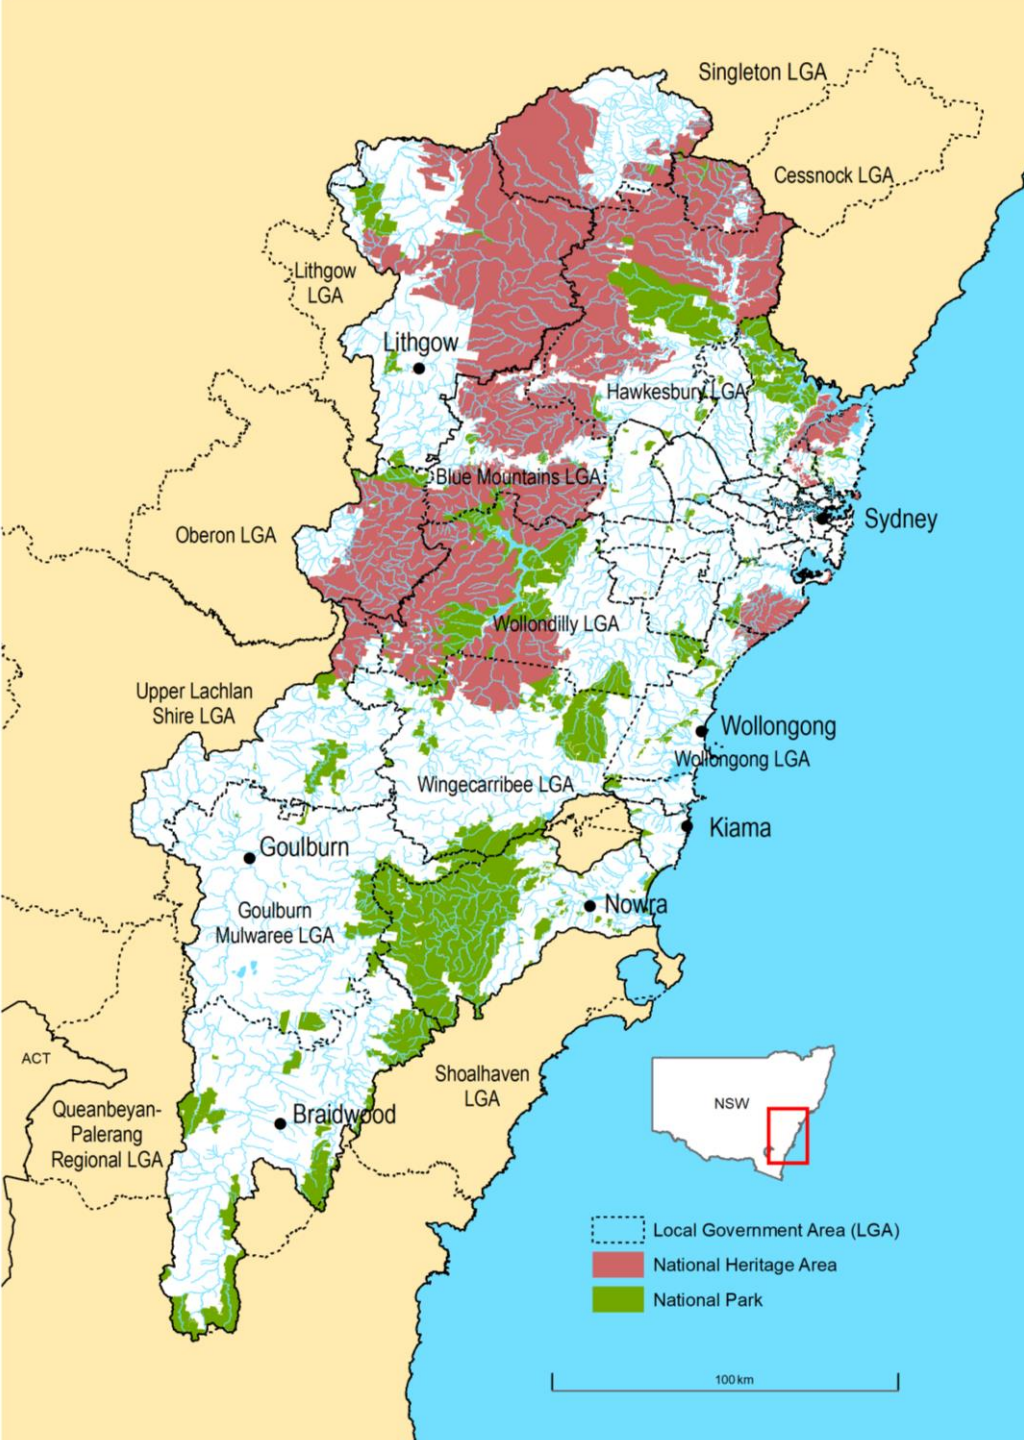 Singleton LGA
Cessnock LGA
Lithgow
LGA
Lithgow
Hawkesbury LGA
Blue Mountains LGA
Sydney
Oberon LGA
Wollondilly LGA
Upper Lachlan
Shire LGA
Wollongong
Wollongong LGA
Wingecarribee LGA
Kiama
Goulburn
Nowra
Goulburn
Mulwaree LGA
ACT
Shoalhaven
LGA
NSW
Queanbeyan-
Palerang
Regional LGA
Braidwood
Local Government Area (LGA)
National Heritage Area
National Park
100 km